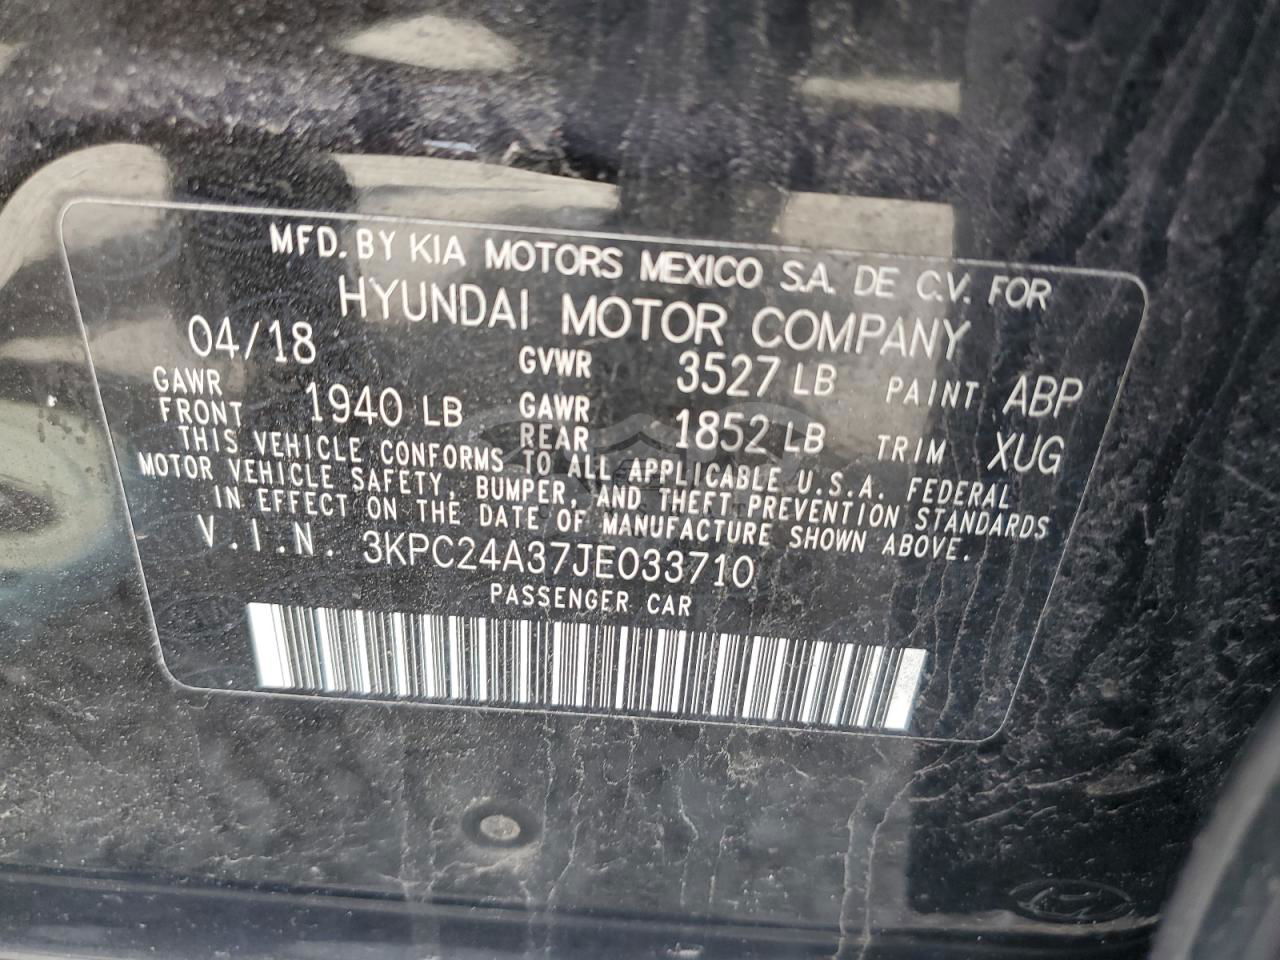 MFD. BY KIA MOTORS MEXICO S.A. DE C.V. FOR
HYUNDAI MOTOR COMPANY
04/18 GVWR 3527 LB PAINT ABP
GAWR FRONT 1940 LB GAWR REAR 1852 LB TRIM XUG
THIS VEHICLE CONFORMS TO ALL APPLICABLE U.S.A. FEDERAL
MOTOR VEHICLE SAFETY, BUMPER, AND THEFT PREVENTION STANDARDS
IN EFFECT ON THE DATE OF MANUFACTURE SHOWN ABOVE.
V.I.N. 3KPC24A37JE033710
PASSENGER CAR